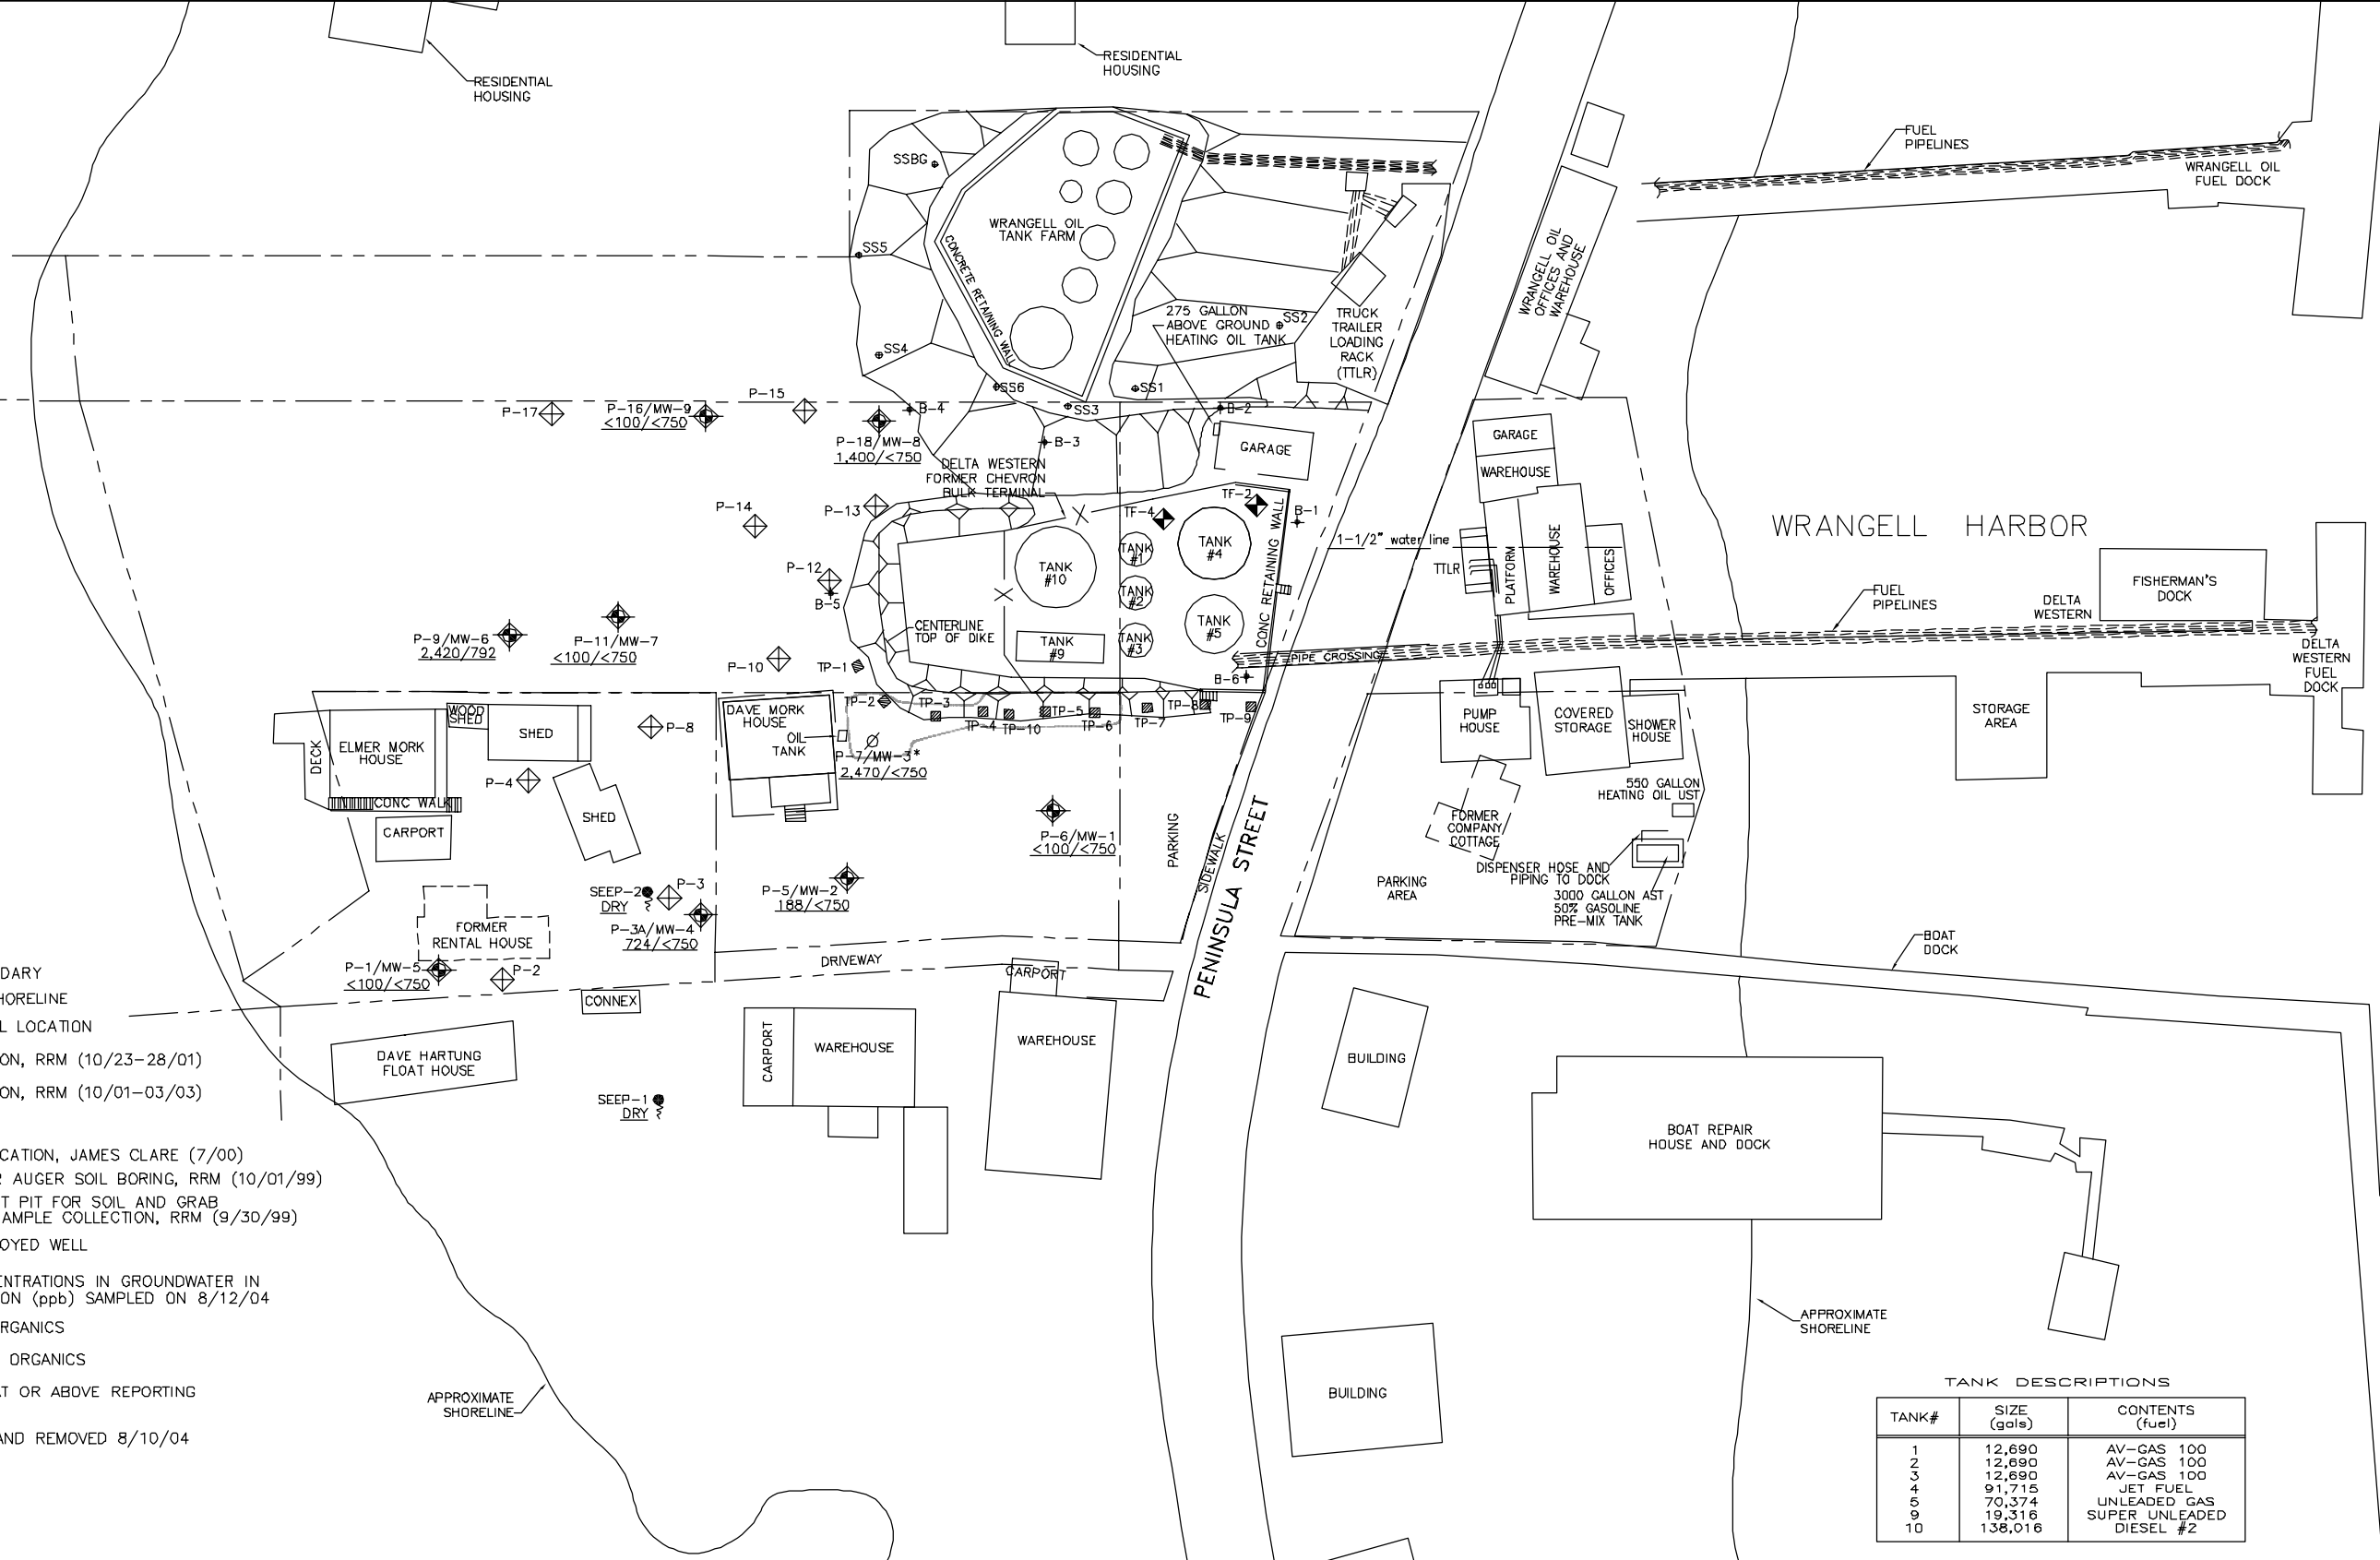 RESIDENTIAL
HOUSING
RESIDENTIAL
HOUSING
FUEL
PIPELINES
WRANGELL OIL
FUEL DOCK
SSBG
WRANGELL OIL
TANK FARM
CONCRETE RETAINING WALL
SS5
SS4
SS6
SS3
SS1
SS2
275 GALLON
ABOVE GROUND
HEATING OIL TANK
TRUCK
TRAILER
LOADING
RACK
(TTLR)
WRANGELL OIL
OFFICES AND
WAREHOUSE
P-17
P-16/MW-9
<100/<750
P-15
B-4
P-18/MW-8
1,400/<750
B-3
B-2
GARAGE
DELTA WESTERN
FORMER CHEVRON
BULK TERMINAL
GARAGE
WAREHOUSE
PLATFORM
WAREHOUSE
OFFICES
TTLR
P-14
P-13
TF-4
TF-2
B-1
1-1/2" water line
WRANGELL HARBOR
TANK
#10
TANK
#1
TANK
#2
TANK
#3
TANK
#4
TANK
#5
TANK
#9
CONC RETAINING WALL
CENTERLINE
TOP OF DIKE
P-12
B-5
P-9/MW-6
2,420/792
P-11/MW-7
<100/<750
P-10
TP-1
PIPE CROSSING
B-6
FUEL
PIPELINES
DELTA
WESTERN
FISHERMAN'S
DOCK
DELTA
WESTERN
FUEL
DOCK
STORAGE
AREA
TP-2
TP-3
TP-4
TP-10
TP-5
TP-6
TP-7
TP-8
TP-9
DECK
ELMER MORK
HOUSE
WOOD
SHED
SHED
P-8
DAVE MORK
HOUSE
OIL
TANK
P-7/MW-3*
2,470/<750
CONC WALK
CARPORT
P-4
SHED
PUMP
HOUSE
COVERED
STORAGE
SHOWER
HOUSE
550 GALLON
HEATING OIL UST
FORMER
COMPANY
COTTAGE
DISPENSER HOSE AND
PIPING TO DOCK
3000 GALLON AST
50% GASOLINE
PRE-MIX TANK
PARKING
AREA
PARKING
SIDEWALK
PENINSULA STREET
P-6/MW-1
<100/<750
P-5/MW-2
188/<750
SEEP-2
DRY
P-3
P-3A/MW-4
724/<750
FORMER
RENTAL HOUSE
P-1/MW-5
<100/<750
P-2
DRIVEWAY
CARPORT
BOAT
DOCK
CONNEX
DAVE HARTUNG
FLOAT HOUSE
CARPORT
WAREHOUSE
WAREHOUSE
SEEP-1
DRY
BUILDING
BOAT REPAIR
HOUSE AND DOCK
DARY
HORELINE
L LOCATION
ON, RRM (10/23-28/01)
ON, RRM (10/01-03/03)
CATION, JAMES CLARE (7/00)
R AUGER SOIL BORING, RRM (10/01/99)
T PIT FOR SOIL AND GRAB
AMPLE COLLECTION, RRM (9/30/99)
OYED WELL
ENTRATIONS IN GROUNDWATER IN
ON (ppb) SAMPLED ON 8/12/04
RGANICS
ORGANICS
AT OR ABOVE REPORTING
AND REMOVED 8/10/04
APPROXIMATE
SHORELINE
APPROXIMATE
SHORELINE
BUILDING
TANK DESCRIPTIONS
TANK# SIZE (gals) CONTENTS (fuel)
1 12,690 AV-GAS 100
2 12,690 AV-GAS 100
3 12,690 AV-GAS 100
4 91,715 JET FUEL
5 70,374 UNLEADED GAS
9 19,316 SUPER UNLEADED
10 138,016 DIESEL #2